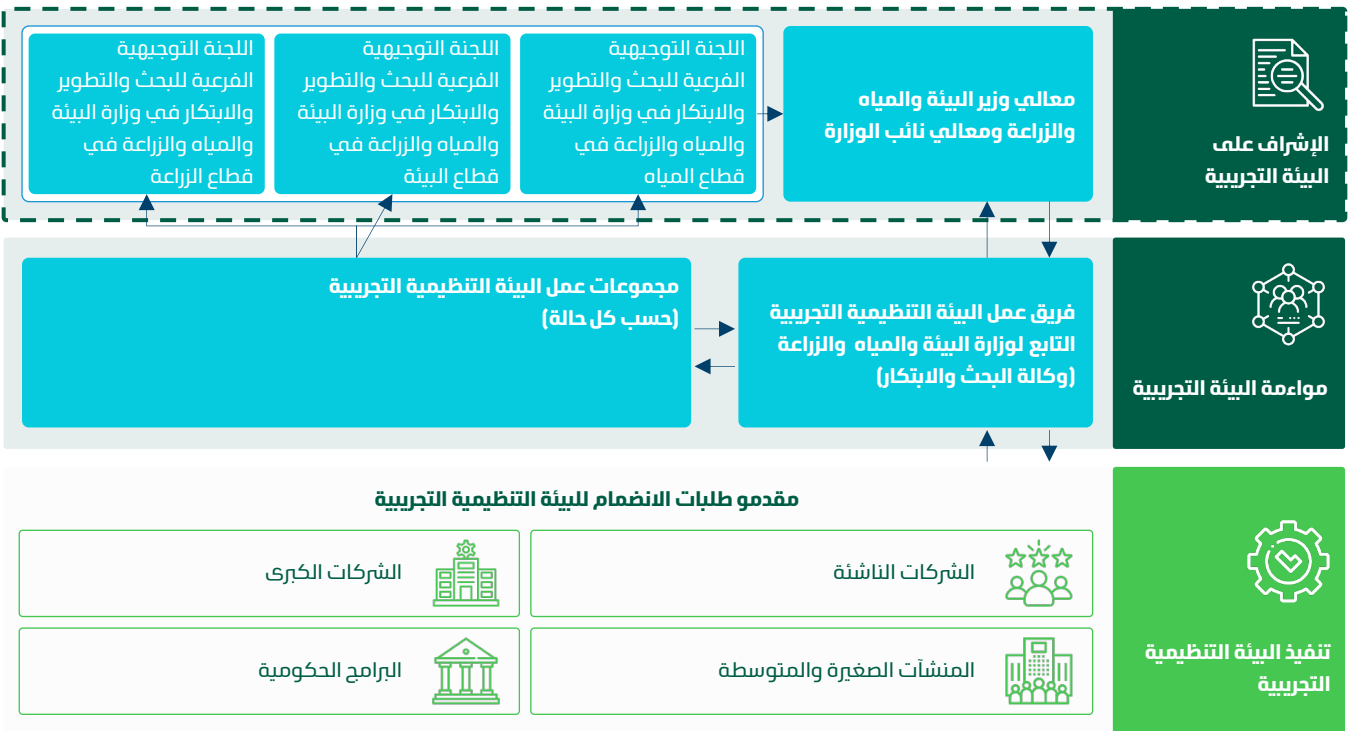 الإشراف على
البيئة التجريبية
معالي وزير البيئة والمياه
والزراعة ومعالي نائب الوزارة
اللجنة التوجيهية
الفرعية للبحث والتطوير
والابتكار في وزارة البيئة
والمياه والزراعة في
قطاع المياه
اللجنة التوجيهية
الفرعية للبحث والتطوير
والابتكار في وزارة البيئة
والمياه والزراعة في
قطاع البيئة
اللجنة التوجيهية
الفرعية للبحث والتطوير
والابتكار في وزارة البيئة
والمياه والزراعة في
قطاع الزراعة
مواءمة البيئة التجريبية
فريق عمل البيئة التنظيمية التجريبية
التابع لوزارة البيئة والمياه والزراعة
(وكالة البحث والابتكار)
مجموعات عمل البيئة التنظيمية التجريبية
(حسب كل حالة)
تنفيذ البيئة التنظيمية
التجريبية
مقدمو طلبات الانضمام للبيئة التنظيمية التجريبية
الشركات الناشئة
الشركات الكبرى
المنشآت الصغيرة والمتوسطة
البرامج الحكومية